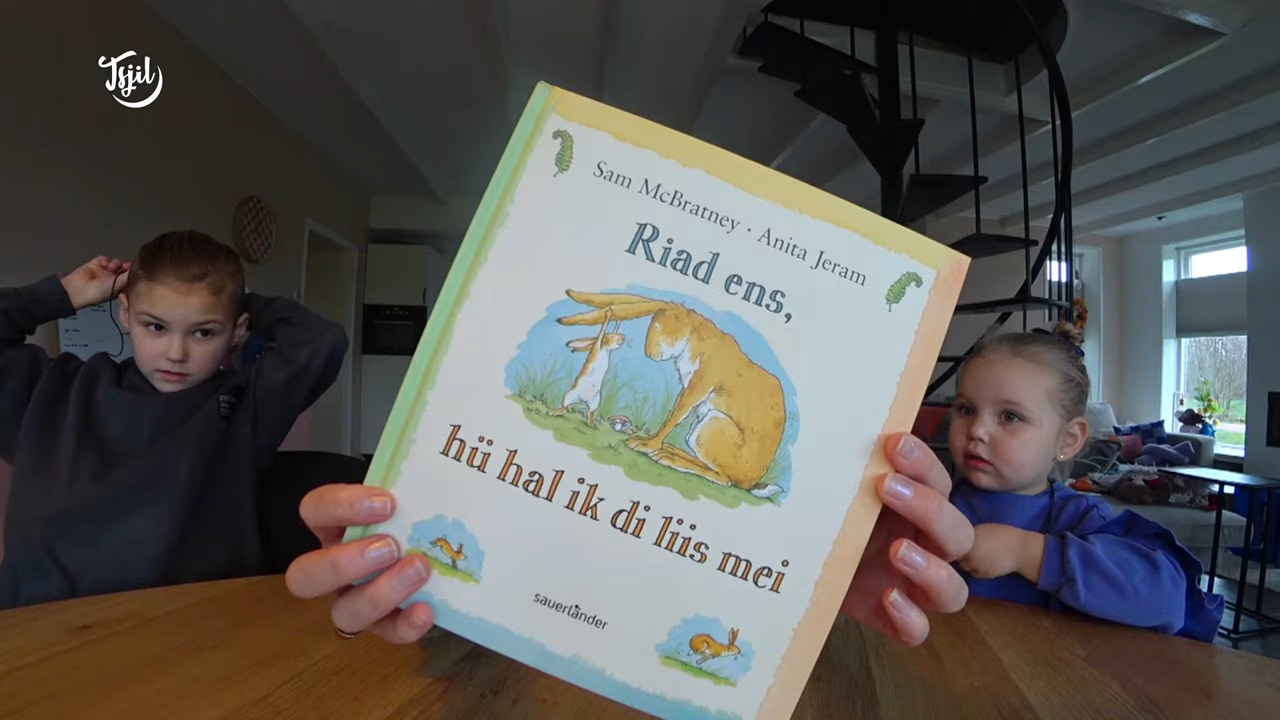 Tsjil
Sam McBratney · Anita Jeram
Riad ens,
hü hal ik di liis mei
sauerländer